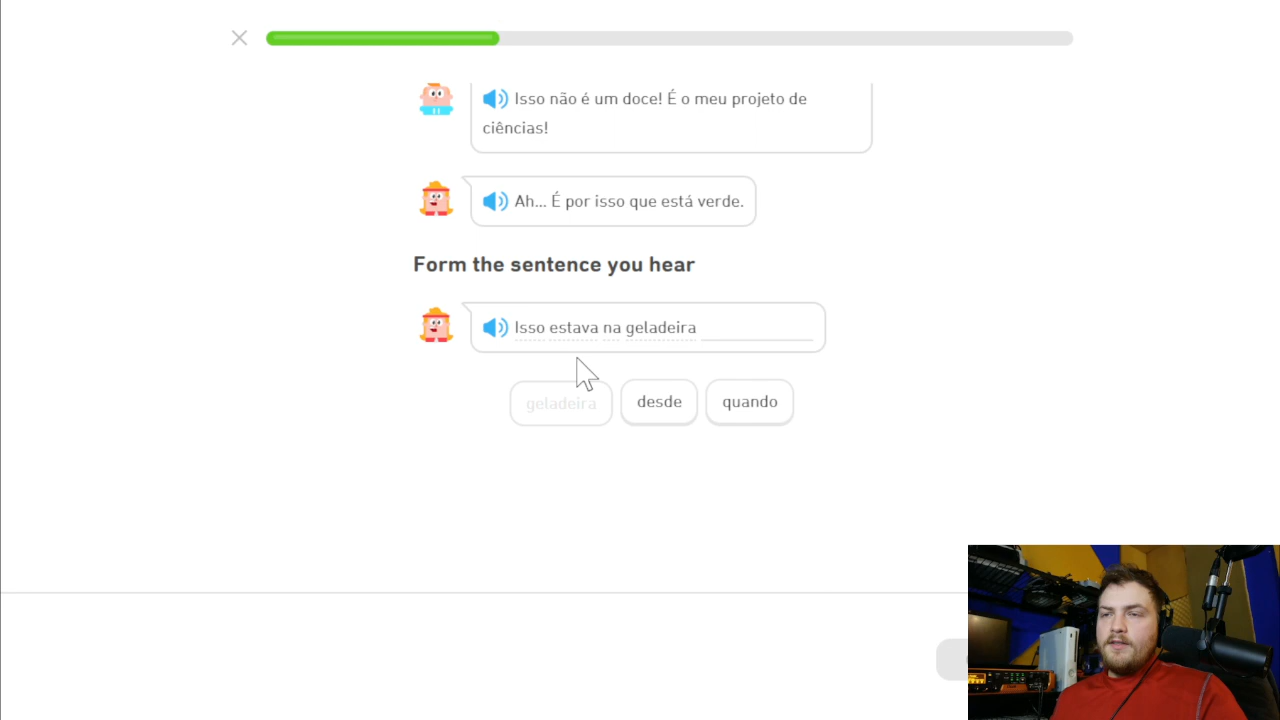 Isso não é um doce! É o meu projeto de
ciências!
Ah... É por isso que está verde.
Form the sentence you hear
Isso estava na geladeira
geladeira desde quando